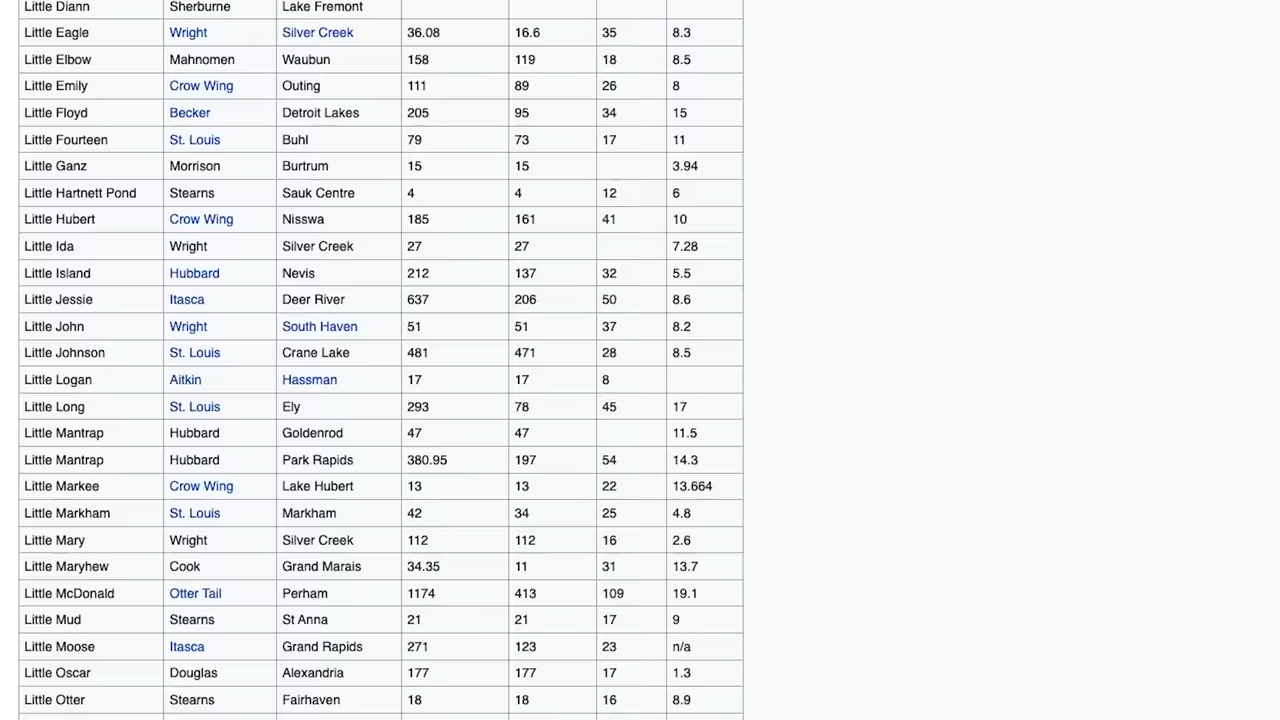 Little Diann Sherburne Lake Fremont
Little Eagle Wright Silver Creek 36.08 16.6 35 8.3
Little Elbow Mahnomen Waubun 158 119 18 8.5
Little Emily Crow Wing Outing 111 89 26 8
Little Floyd Becker Detroit Lakes 205 95 34 15
Little Fourteen St. Louis Buhl 79 73 17 11
Little Ganz Morrison Burtrum 15 15 3.94
Little Hartnett Pond Stearns Sauk Centre 4 4 12 6
Little Hubert Crow Wing Nisswa 185 161 41 10
Little Ida Wright Silver Creek 27 27 7.28
Little Island Hubbard Nevis 212 137 32 5.5
Little Jessie Itasca Deer River 637 206 50 8.6
Little John Wright South Haven 51 51 37 8.2
Little Johnson St. Louis Crane Lake 481 471 28 8.5
Little Logan Aitkin Hassman 17 17 8
Little Long St. Louis Ely 293 78 45 17
Little Mantrap Hubbard Goldenrod 47 47 11.5
Little Mantrap Hubbard Park Rapids 380.95 197 54 14.3
Little Markee Crow Wing Lake Hubert 13 13 22 13.664
Little Markham St. Louis Markham 42 34 25 4.8
Little Mary Wright Silver Creek 112 112 16 2.6
Little Maryhew Cook Grand Marais 34.35 11 31 13.7
Little McDonald Otter Tail Perham 1174 413 109 19.1
Little Mud Stearns St Anna 21 21 17 9
Little Moose Itasca Grand Rapids 271 123 23 n/a
Little Oscar Douglas Alexandria 177 177 17 1.3
Little Otter Stearns Fairhaven 18 18 16 8.9